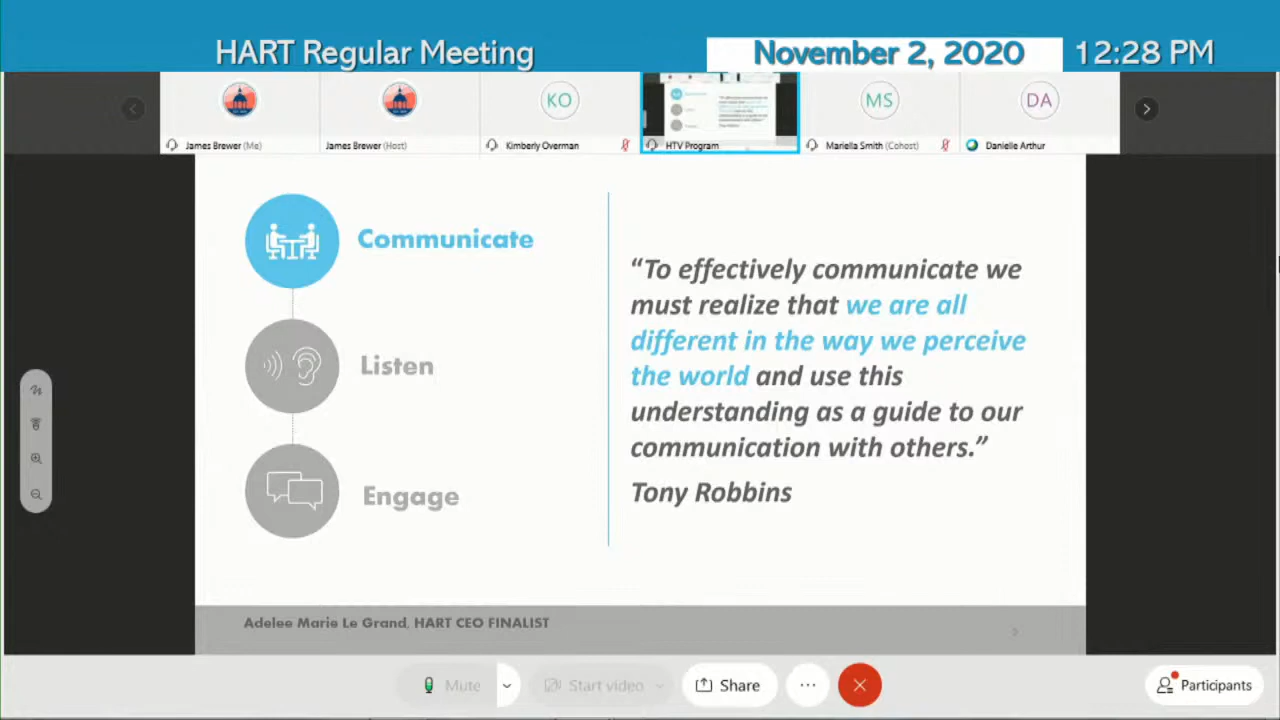 HART Regular Meeting
November 2, 2020
12:28 PM
KO
MS
DA
James Brewer (Me)
James Brewer (Host)
Kimberly Overman
HTV Program
Mariella Smith (Cohost)
Danielle Arthur
Communicate
Listen
Engage
“To effectively communicate we
must realize that we are all
different in the way we perceive
the world and use this
understanding as a guide to our
communication with others.”
Tony Robbins
Adelee Marie Le Grand, HART CEO FINALIST
Mute
Start video
Share
Participants